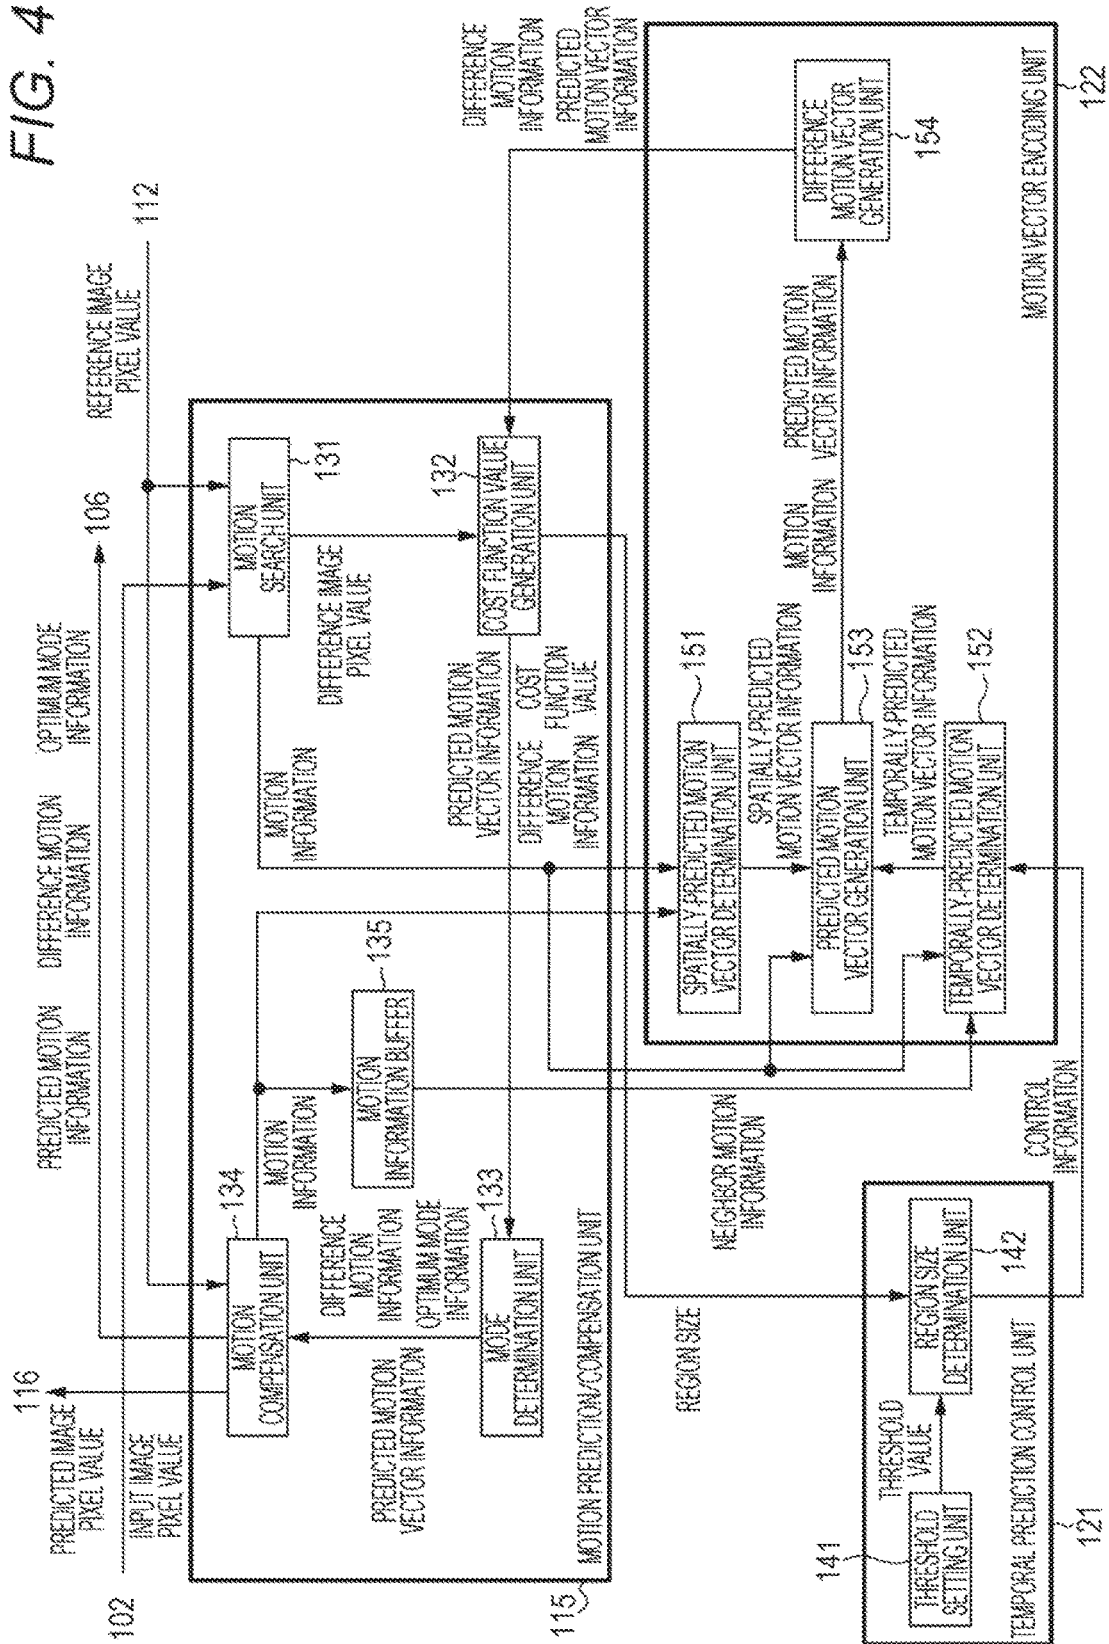 FIG. 4
102
INPUT IMAGE
PIXEL VALUE
116
PREDICTED IMAGE
PIXEL VALUE
PREDICTED MOTION
INFORMATION
DIFFERENCE MOTION
INFORMATION
OPTIMUM MODE
INFORMATION
106
REFERENCE IMAGE
PIXEL VALUE
112
115
MOTION PREDICTION/COMPENSATION UNIT
MOTION
COMPENSATION UNIT
134
MOTION
INFORMATION
MOTION
INFORMATION BUFFER
135
MOTION
INFORMATION
MOTION
SEARCH UNIT
131
DIFFERENCE IMAGE
PIXEL VALUE
PREDICTED MOTION
VECTOR INFORMATION
DIFFERENCE
MOTION
INFORMATION
OPTIMUM MODE
INFORMATION
MODE
DETERMINATION UNIT
133
PREDICTED MOTION
VECTOR INFORMATION
DIFFERENCE
MOTION
INFORMATION
COST
FUNCTION
VALUE
COST FUNCTION VALUE
GENERATION UNIT
132
DIFFERENCE
MOTION
INFORMATION
PREDICTED
MOTION VECTOR
INFORMATION
REGION SIZE
NEIGHBOR MOTION
INFORMATION
CONTROL
INFORMATION
141
THRESHOLD
SETTING UNIT
THRESHOLD
VALUE
REGION SIZE
DETERMINATION UNIT
142
TEMPORAL PREDICTION CONTROL UNIT
121
SPATIALLY-PREDICTED MOTION
VECTOR DETERMINATION UNIT
151
SPATIALLY-PREDICTED
MOTION VECTOR INFORMATION
PREDICTED MOTION
VECTOR GENERATION UNIT
153
TEMPORALLY-PREDICTED
MOTION VECTOR INFORMATION
TEMPORALLY-PREDICTED MOTION
VECTOR DETERMINATION UNIT
152
MOTION
INFORMATION
PREDICTED MOTION
VECTOR INFORMATION
DIFFERENCE
MOTION VECTOR
GENERATION UNIT
154
MOTION VECTOR ENCODING UNIT
122